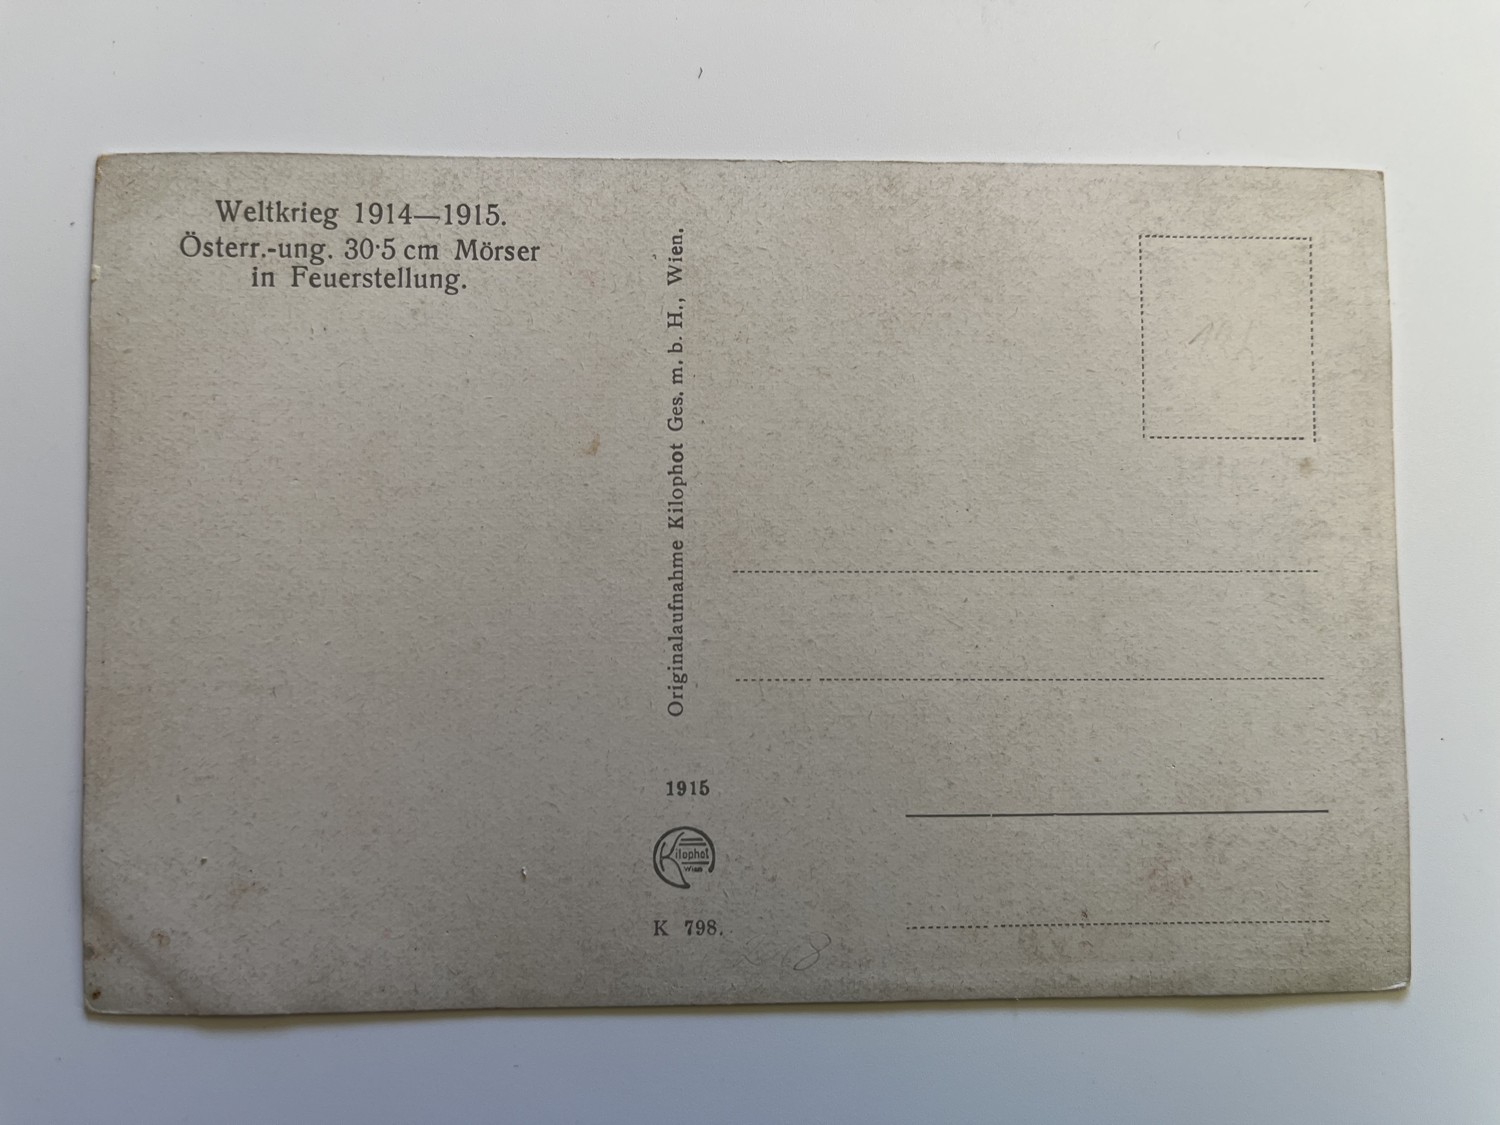 Weltkrieg 1914—1915.
Österr.-ung. 30·5 cm Mörser
in Feuerstellung.
Originalaufnahme Kilophot Ges. m. b. H., Wien.
1915
Kilophot
Wien
K 798.